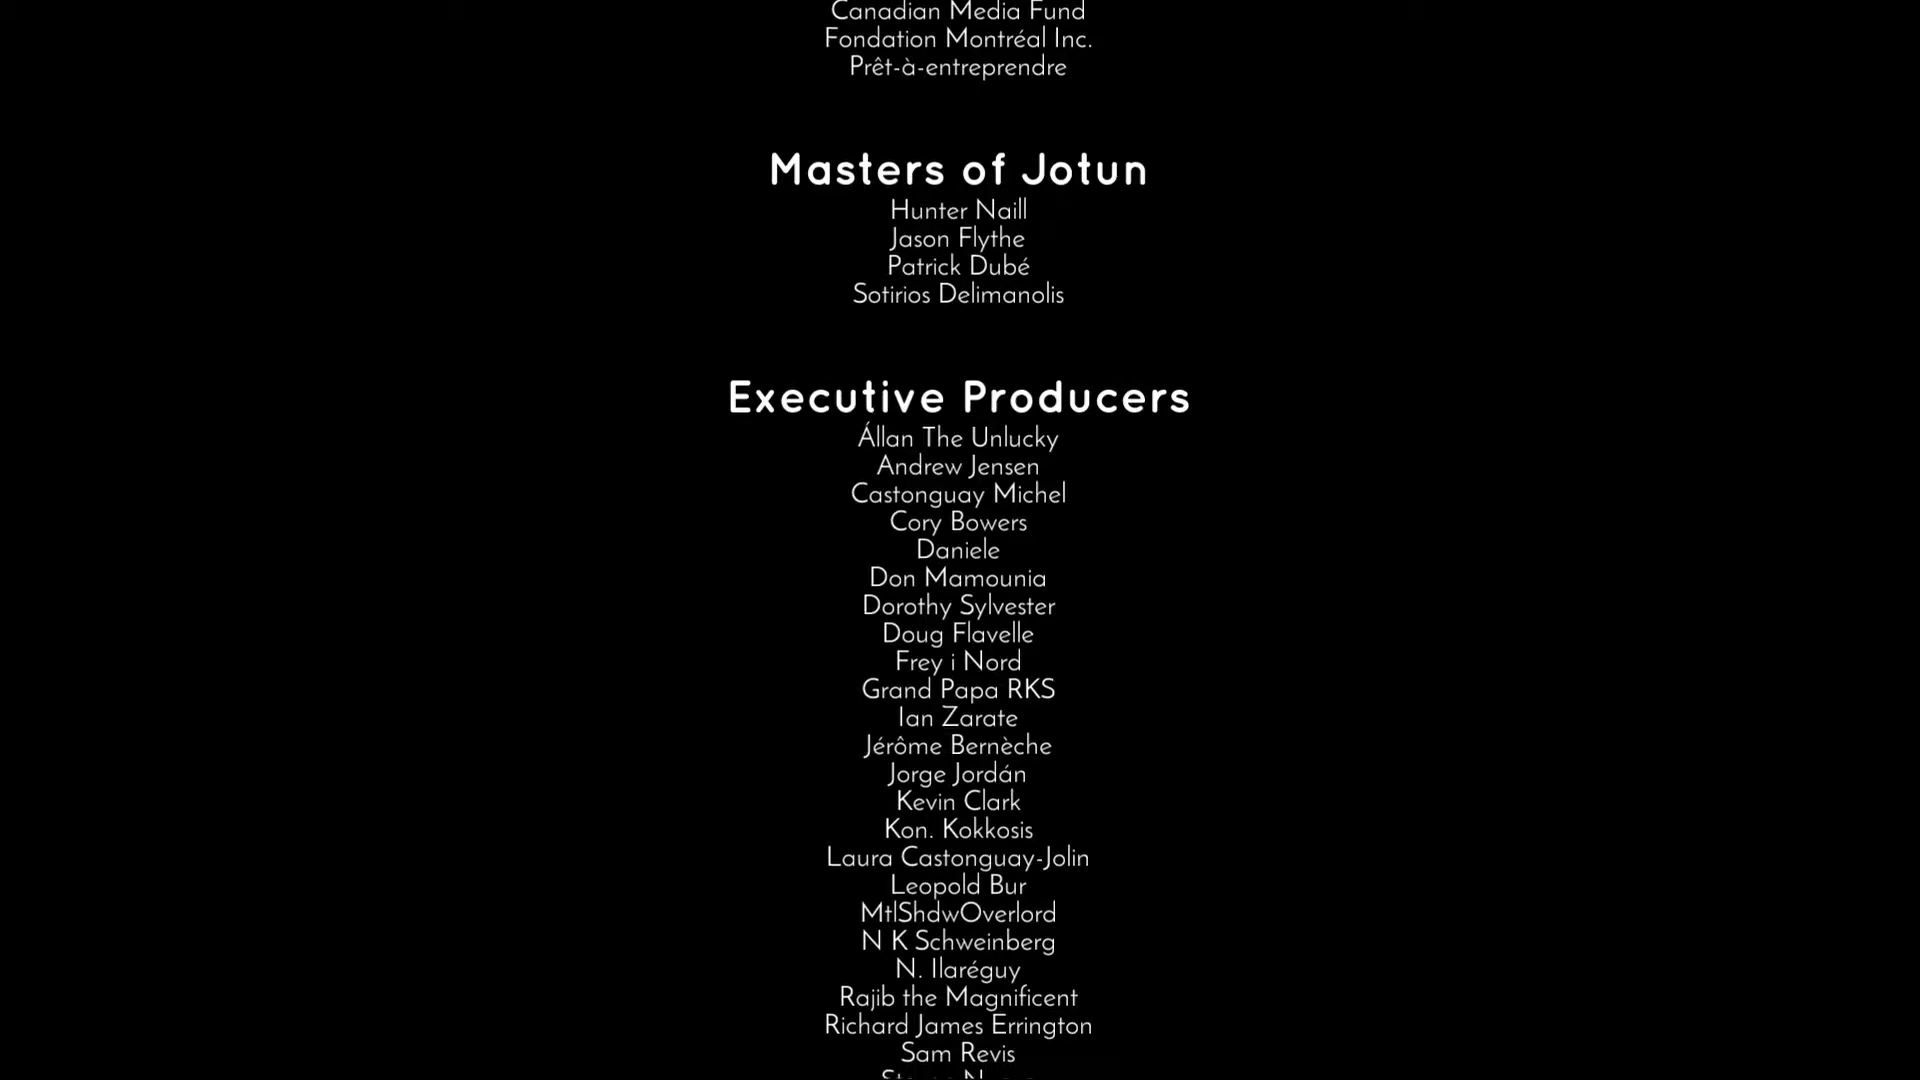 Canadian Media Fund
Fondation Montréal Inc.
Prêt-à-entreprendre
Masters of Jotun
Hunter Naill
Jason Flythe
Patrick Dubé
Sotirios Delimanolis
Executive Producers
Állan The Unlucky
Andrew Jensen
Castonguay Michel
Cory Bowers
Daniele
Don Mamounia
Dorothy Sylvester
Doug Flavelle
Frey i Nord
Grand Papa RKS
Ian Zarate
Jérôme Bernèche
Jorge Jordán
Kevin Clark
Kon. Kokkosis
Laura Castonguay-Jolin
Leopold Bur
MtlShdwOverlord
N K Schweinberg
N. Ilaréguy
Rajib the Magnificent
Richard James Errington
Sam Revis